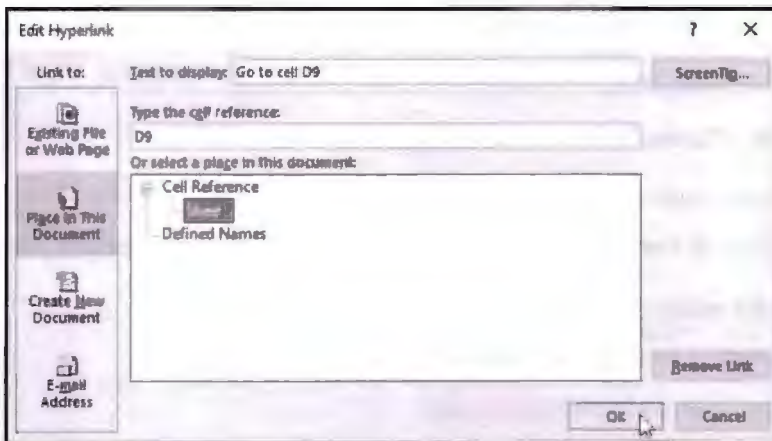 Edit Hyperlink ? ×
Link to: Text to display: Go to cell D9 ScreenTip...
Existing File or Web Page
Type the cell reference:
D9
Or select a place in this document:
Cell Reference
Defined Names
Place in This Document
Create New Document
E-mail Address
Remove Link
OK Cancel